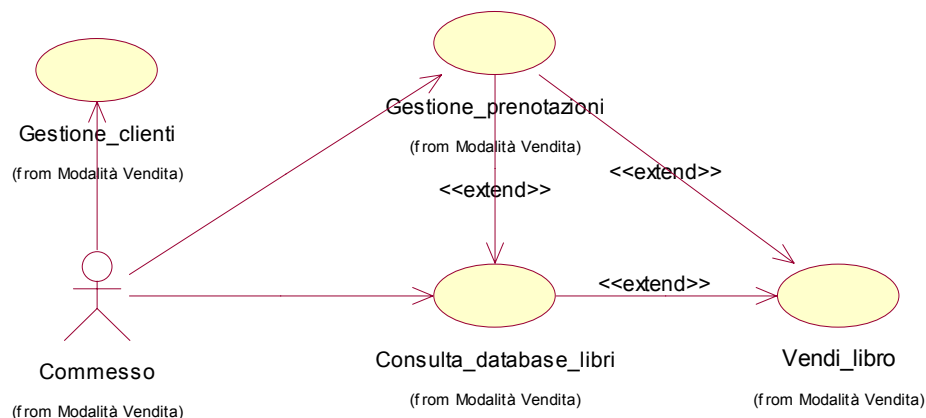 Gestione_clienti
(from Modalità Vendita)
Gestione_prenotazioni
(from Modalità Vendita)
<<extend>>
<<extend>>
<<extend>>
Commesso
(from Modalità Vendita)
Consulta_database_libri
(from Modalità Vendita)
Vendi_libro
(from Modalità Vendita)